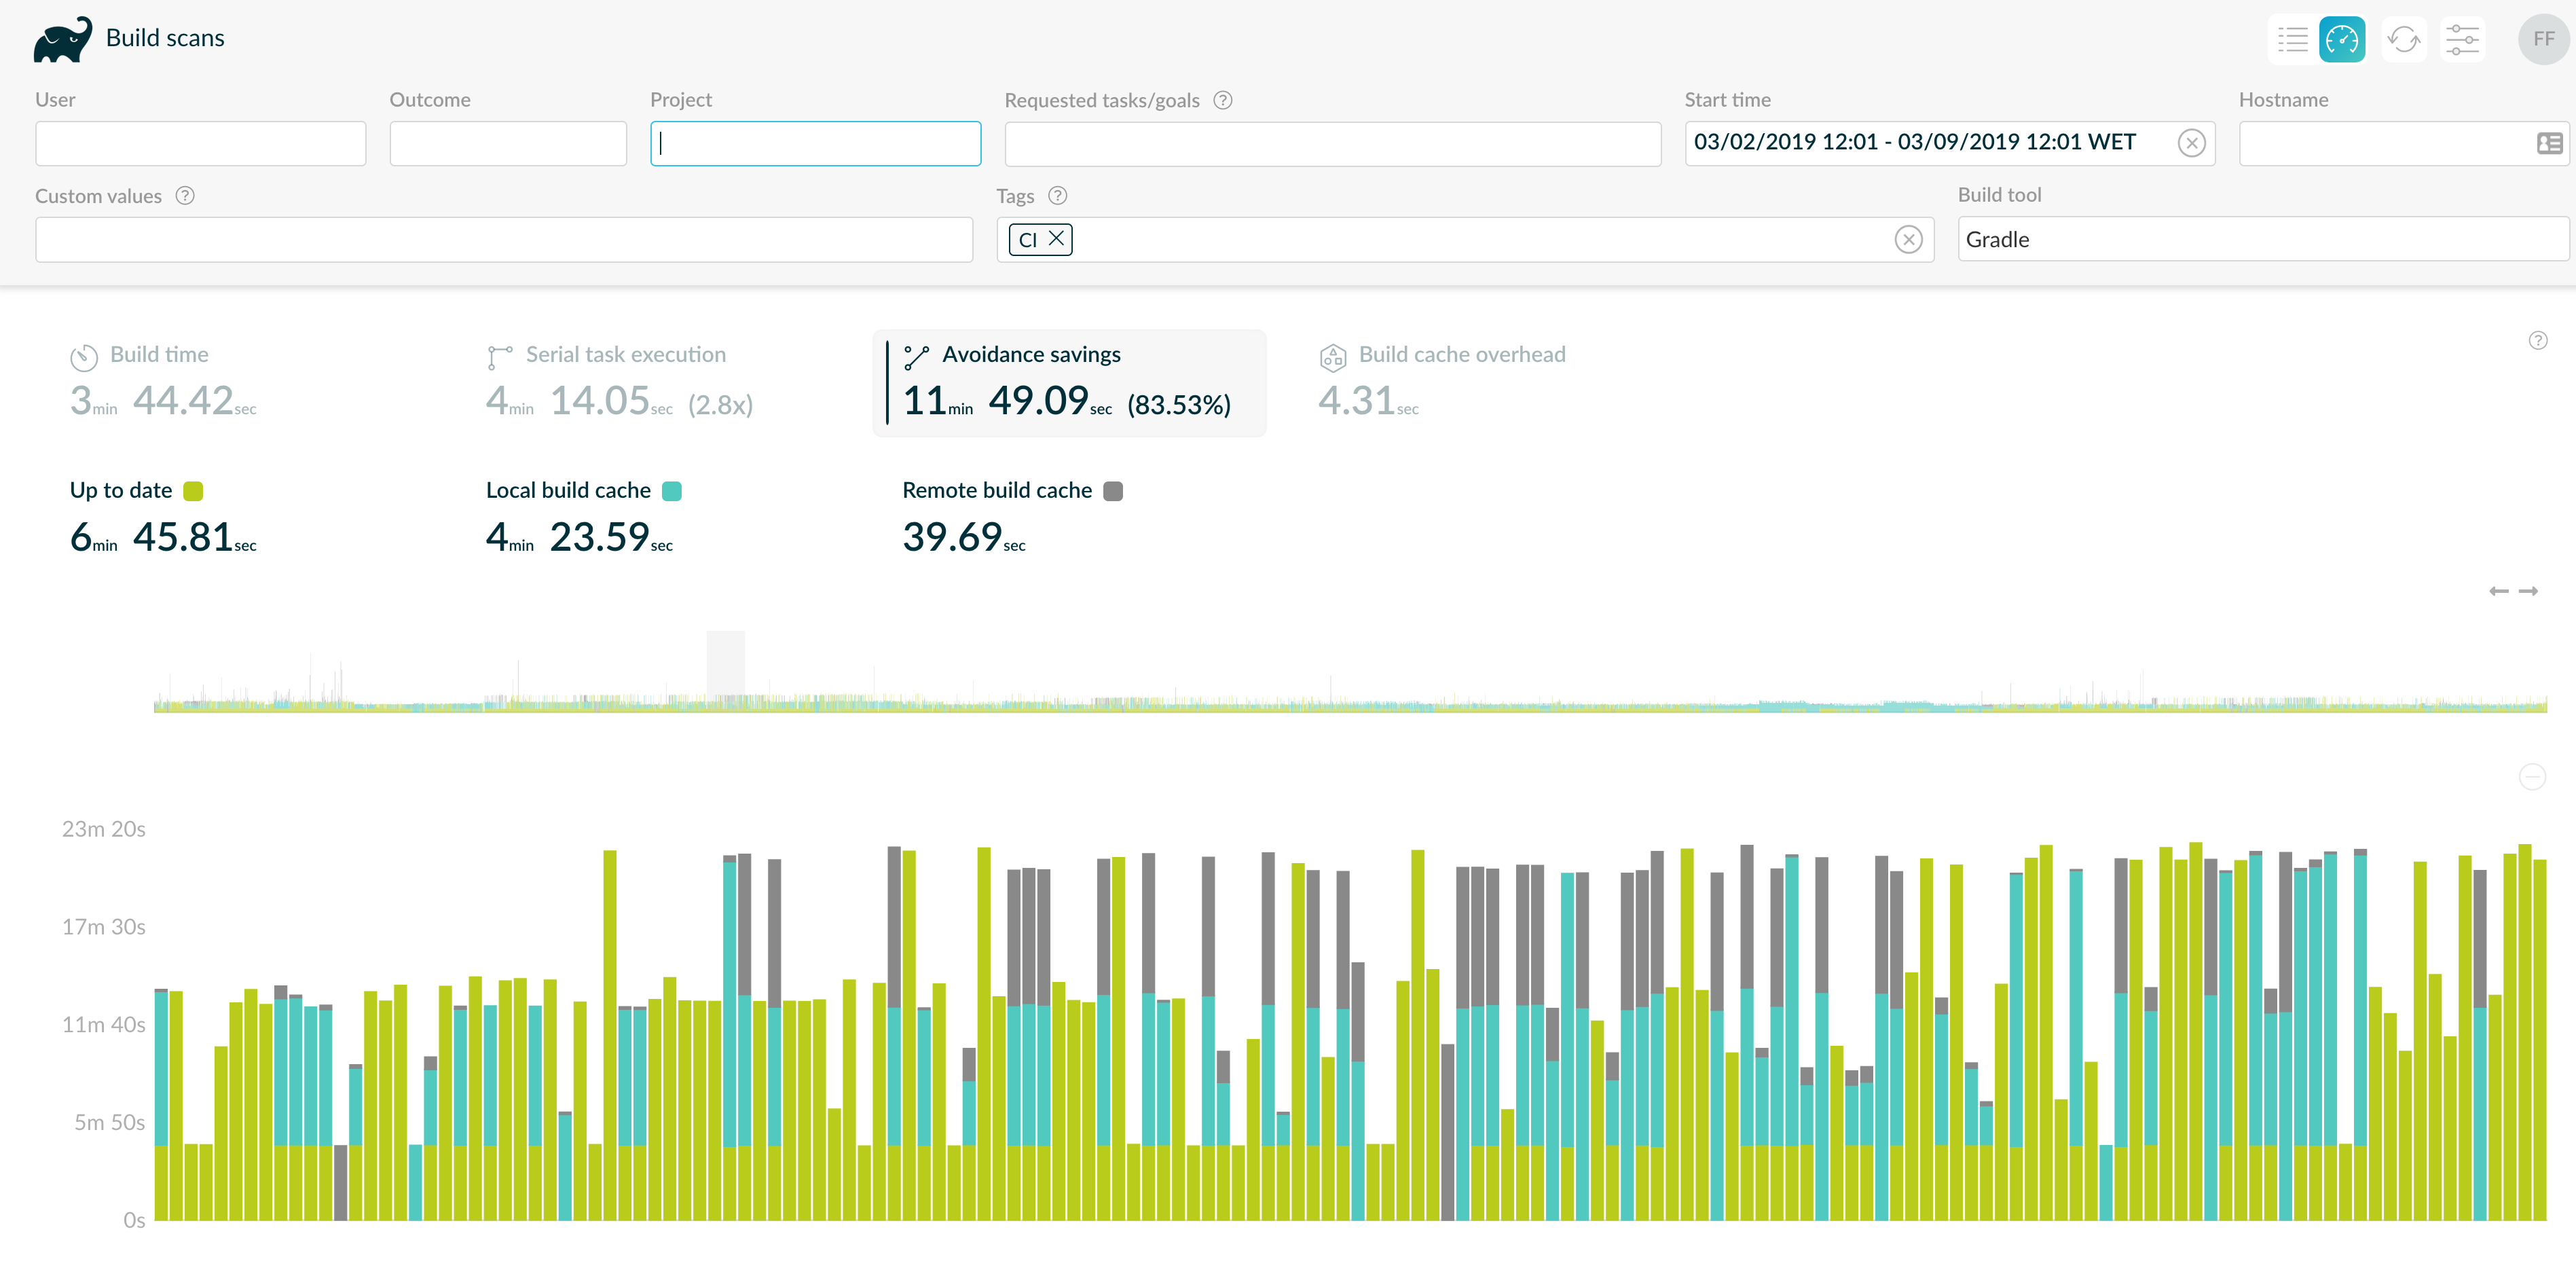 Build scans
FF
User
Outcome
Project
Requested tasks/goals ?
Start time
Hostname
03/02/2019 12:01 - 03/09/2019 12:01 WET
Custom values ?
Tags ?
Build tool
CI
Gradle
?
Build time
3min 44.42sec
Serial task execution
4min 14.05sec (2.8x)
Avoidance savings
11min 49.09sec (83.53%)
Build cache overhead
4.31sec
Up to date
6min 45.81sec
Local build cache
4min 23.59sec
Remote build cache
39.69sec
23m 20s
17m 30s
11m 40s
5m 50s
0s